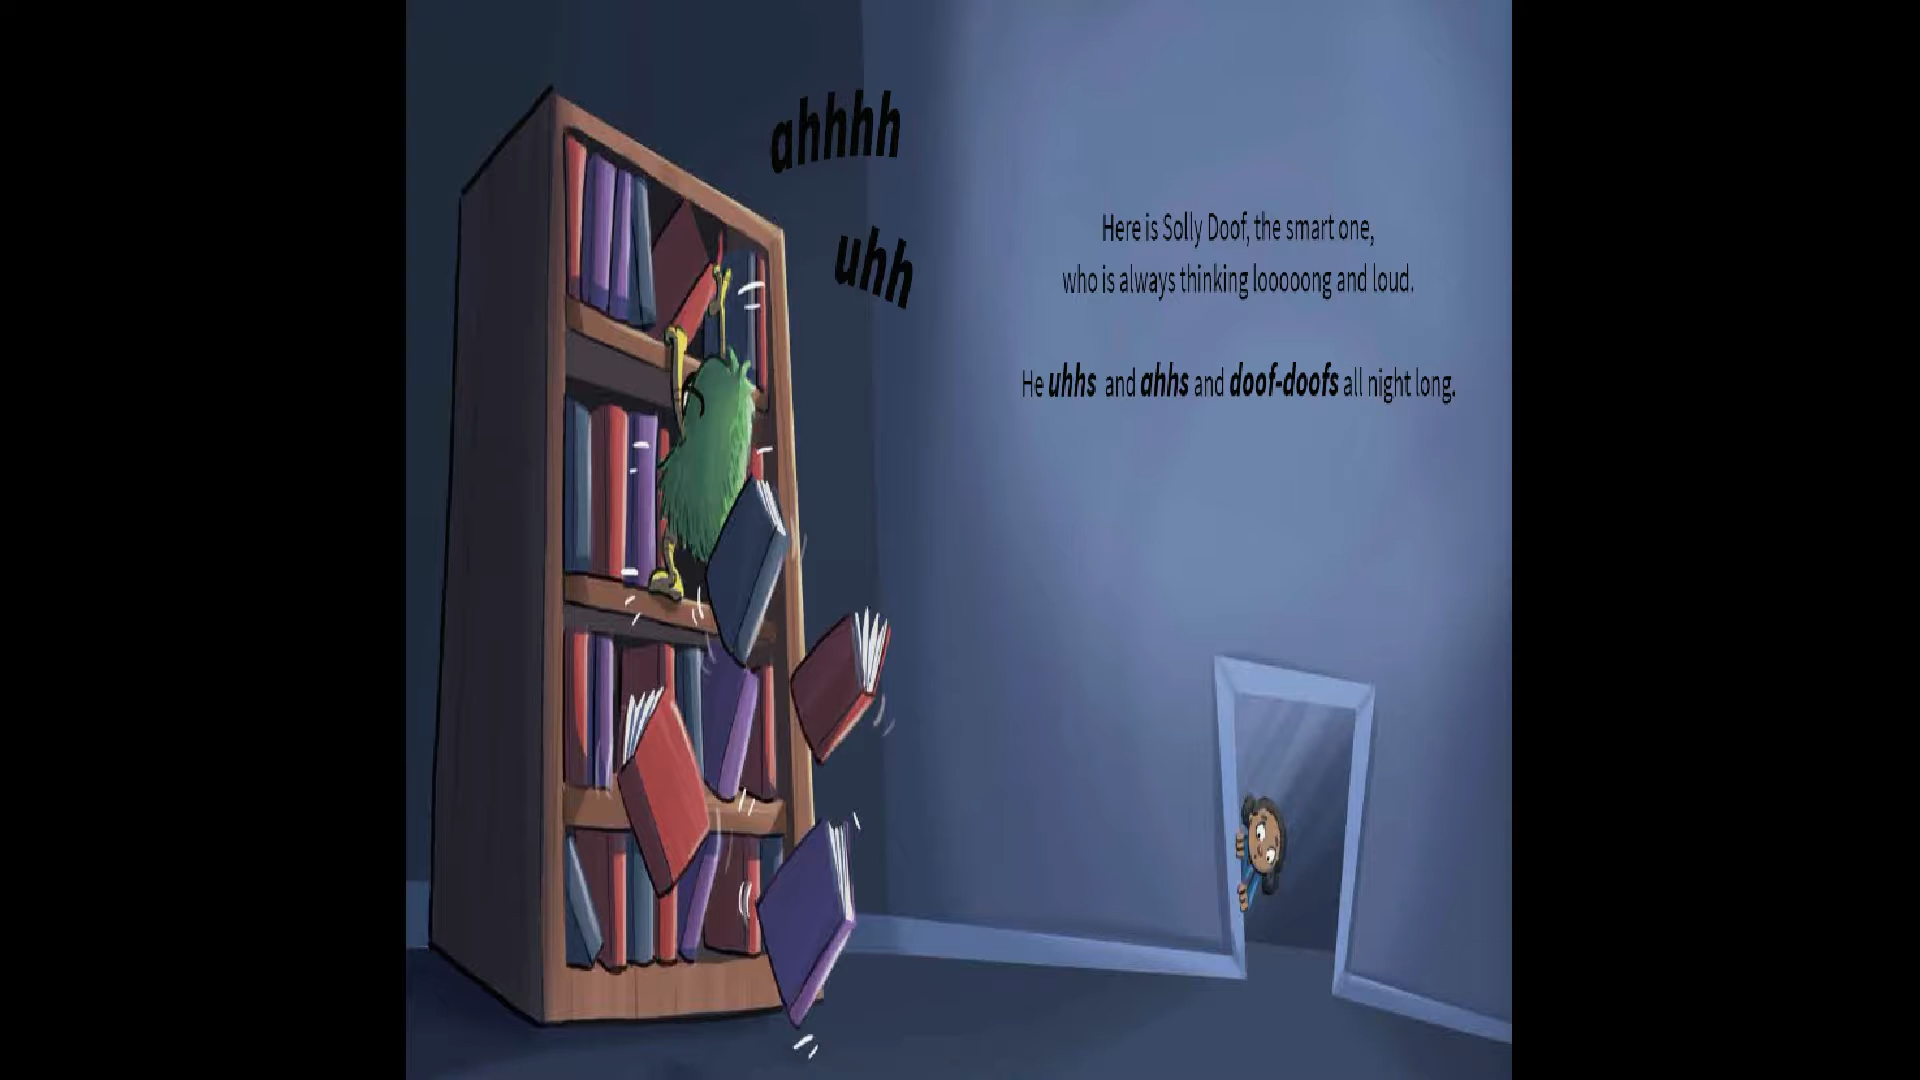 ahhhh
uhh
Here is Solly Doof, the smart one,
who is always thinking looooong and loud.
He uhhs and ahhs and doof-doofs all night long.